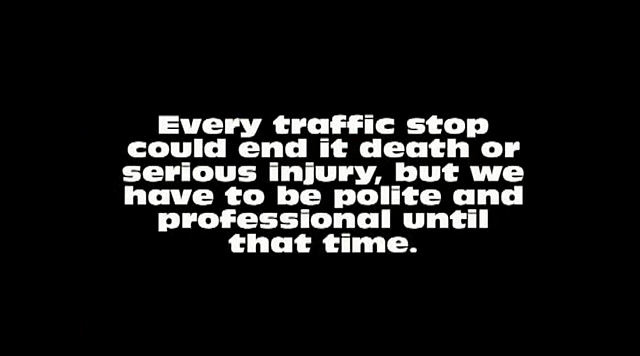 Every traffic stop
could end it death or
serious injury, but we
have to be polite and
professional until
that time.